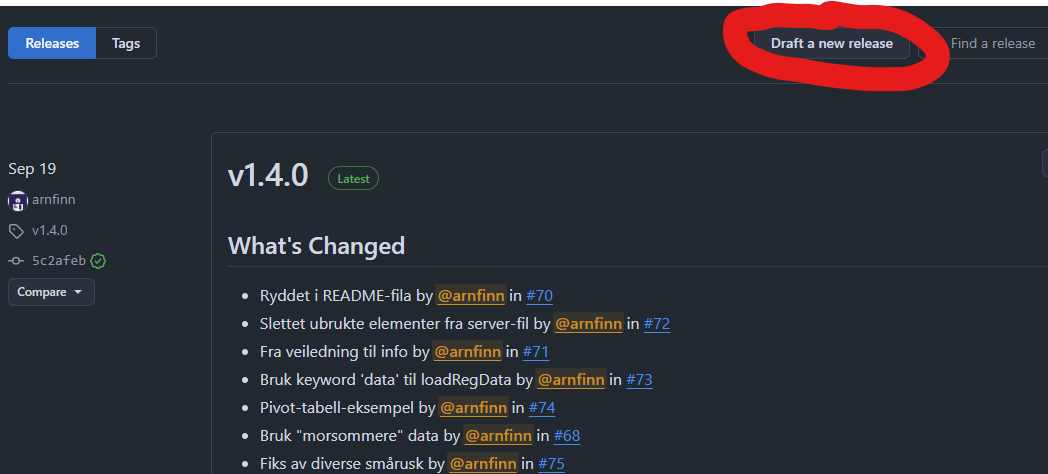 Releases Tags Draft a new release Find a release
Sep 19
arnfinn
v1.4.0
5c2afeb
Compare
v1.4.0 Latest
What's Changed
Ryddet i README-fila by @arnfinn in #70
Slettet ubrukte elementer fra server-fil by @arnfinn in #72
Fra veiledning til info by @arnfinn in #71
Bruk keyword 'data' til loadRegData by @arnfinn in #73
Pivot-tabell-eksempel by @arnfinn in #74
Bruk "morsommere" data by @arnfinn in #68
Fiks av diverse smårusk by @arnfinn in #75